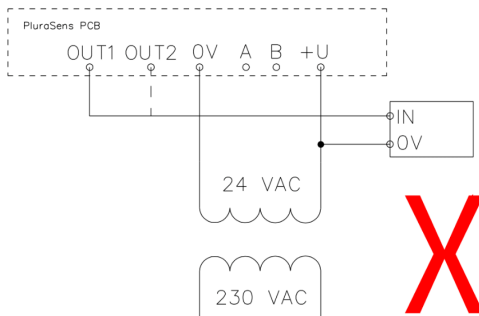 PluraSens PCB
OUT1 OUT2 0V A B +U
IN
0V
24 VAC
230 VAC
X